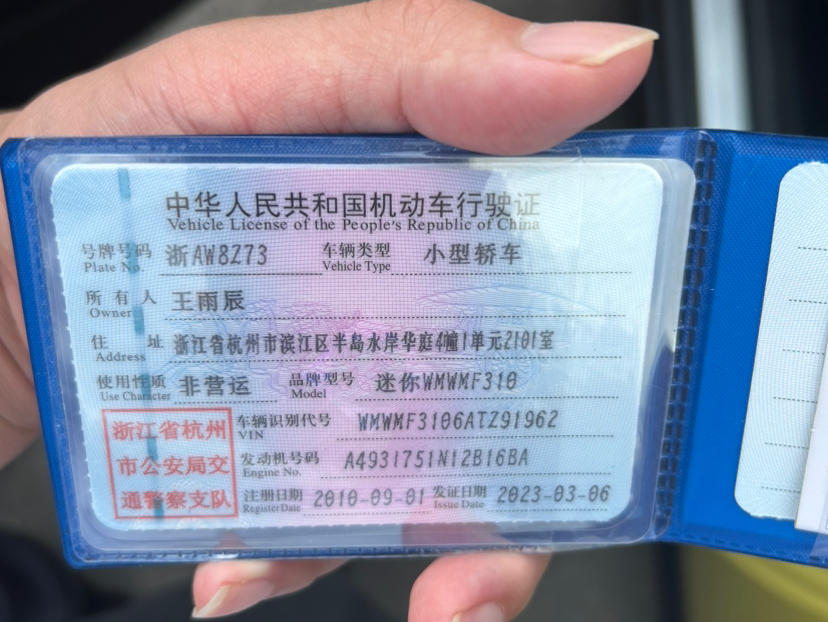 中华人民共和国机动车行驶证
Vehicle License of the People's Republic of China
号牌号码 浙AW8Z73 车辆类型 小型轿车
Plate No. Vehicle Type
所有人 王雨辰
Owner
住址 浙江省杭州市滨江区半岛水岸华庭4幢1单元2101室
Address
使用性质 非营运 品牌型号 迷你WMWMF310
Use Character Model
浙江省杭州
市公安局交
通警察支队
车辆识别代号 WMWMF3106ATZ91962
VIN
发动机号码 A4931751N12B16BA
Engine No.
注册日期 2010-09-01 发证日期 2023-03-06
Register Date Issue Date